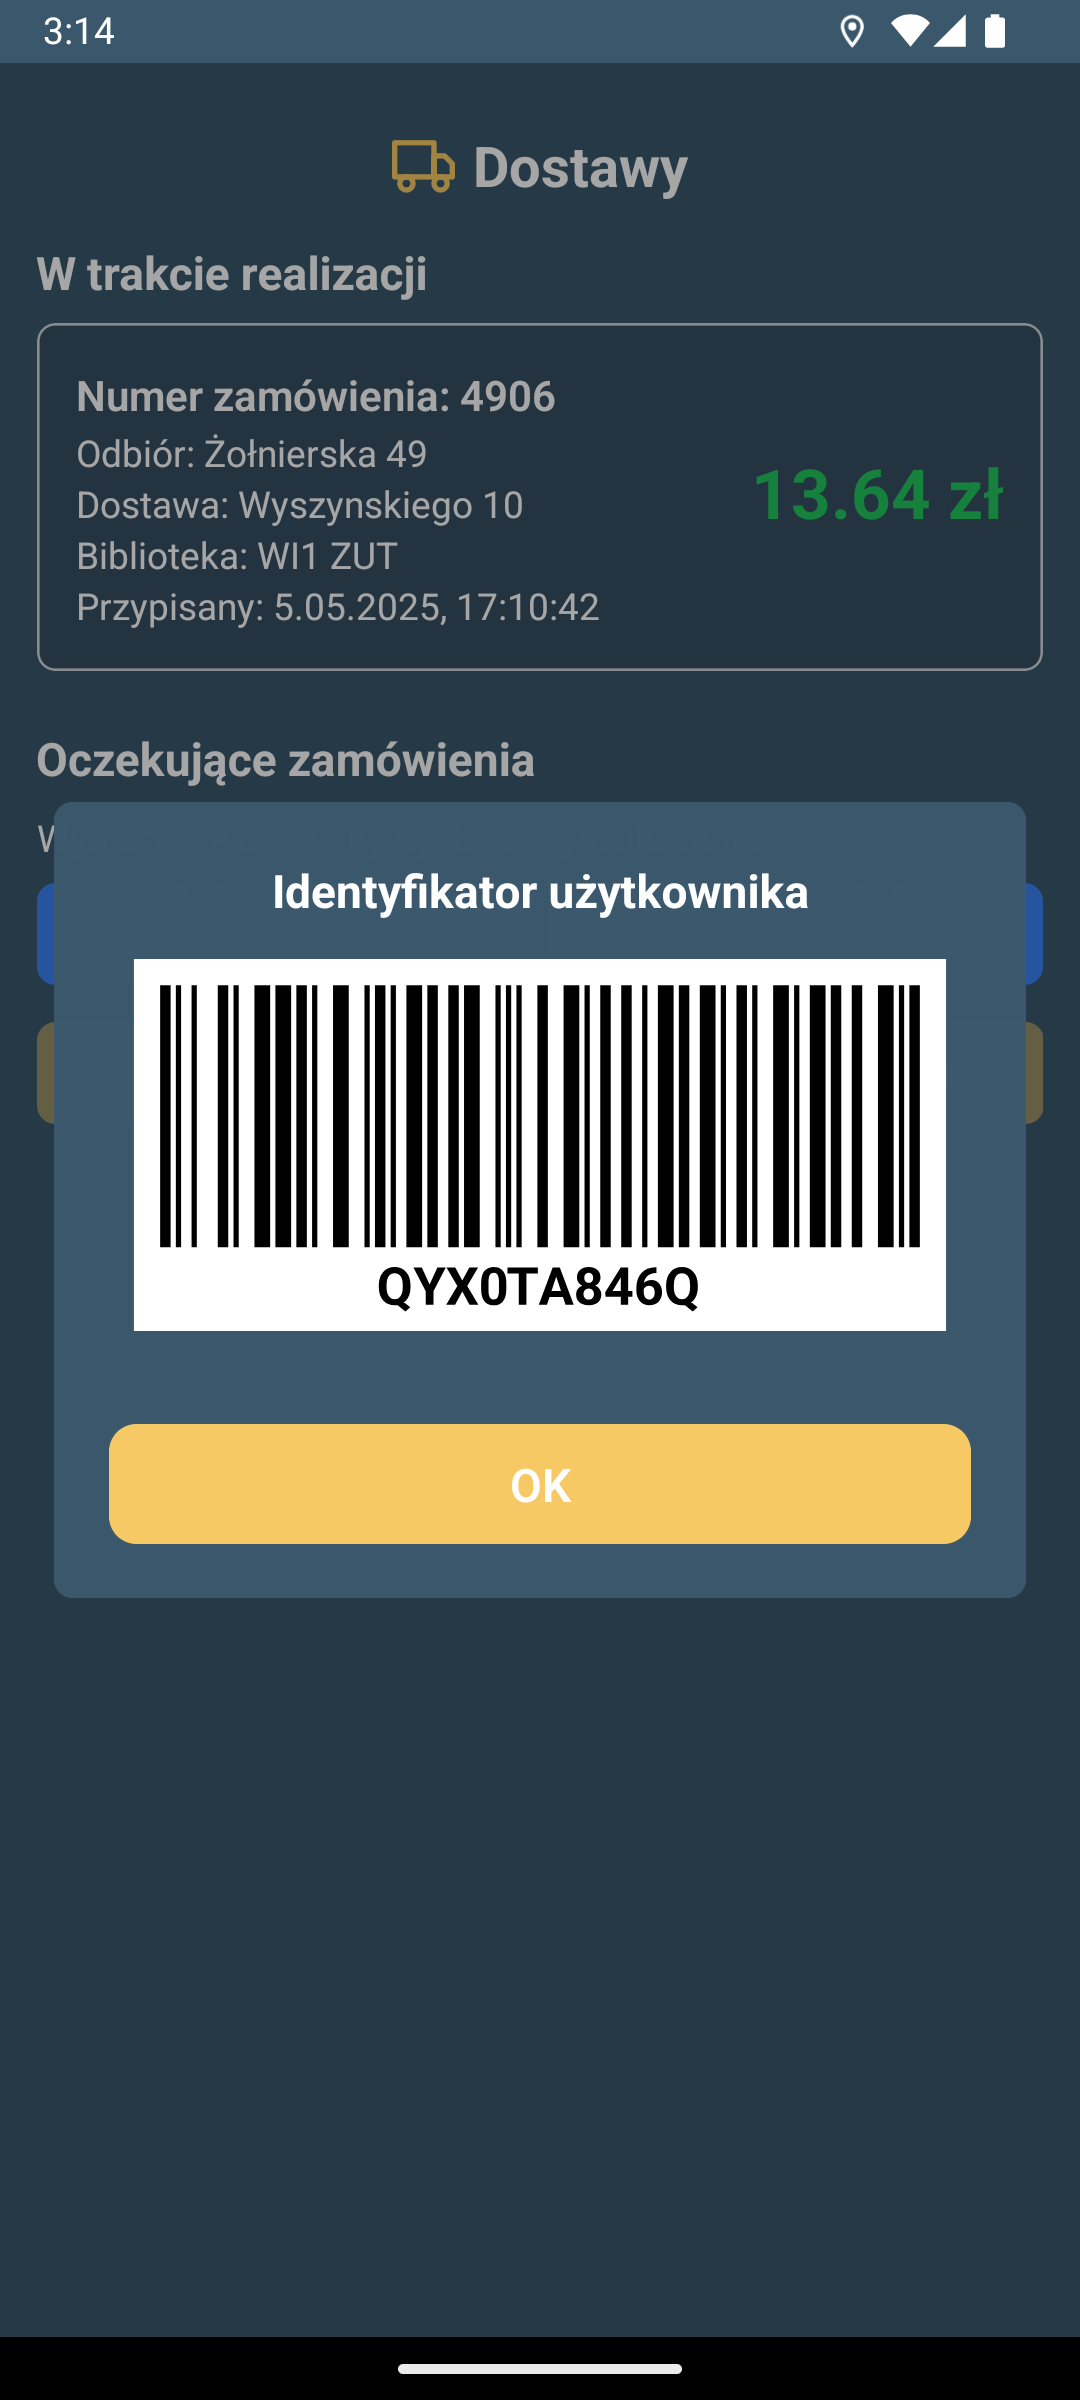 3:14
Dostawy
W trakcie realizacji
Numer zamówienia: 4906
Odbiór: Żołnierska 49
Dostawa: Wyszynskiego 10
Biblioteka: WI1 ZUT
Przypisany: 5.05.2025, 17:10:42
13.64 zł
Oczekujące zamówienia
Identyfikator użytkownika
QYX0TA846Q
OK